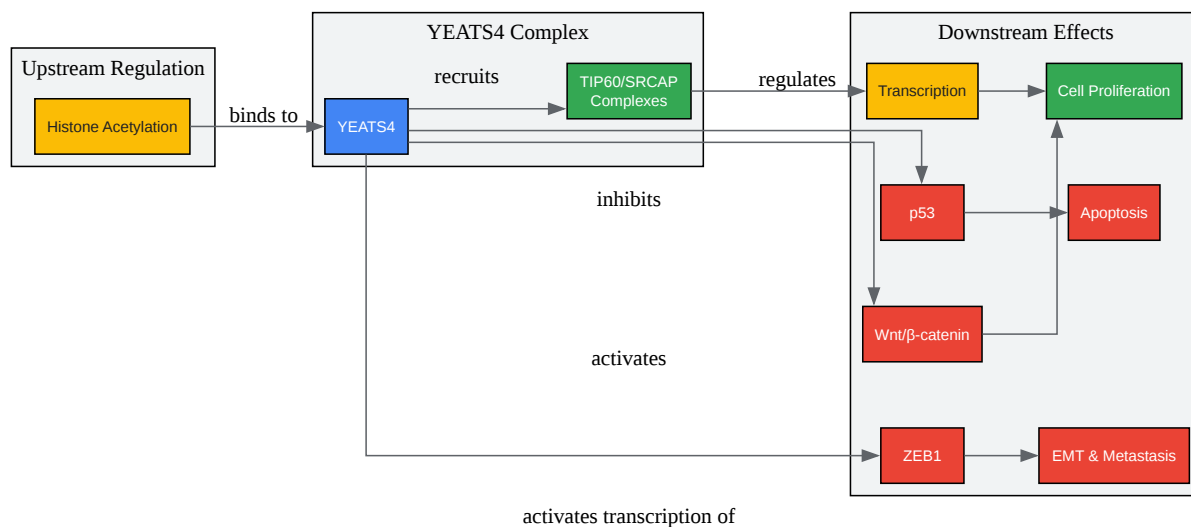 YEATS4 Complex
Downstream Effects
Upstream Regulation
recruits
TIP60/SRCAP
Complexes
regulates
Transcription
Cell Proliferation
Histone Acetylation
binds to
YEATS4
inhibits
p53
Apoptosis
Wnt/β-catenin
activates
ZEB1
EMT & Metastasis
activates transcription of